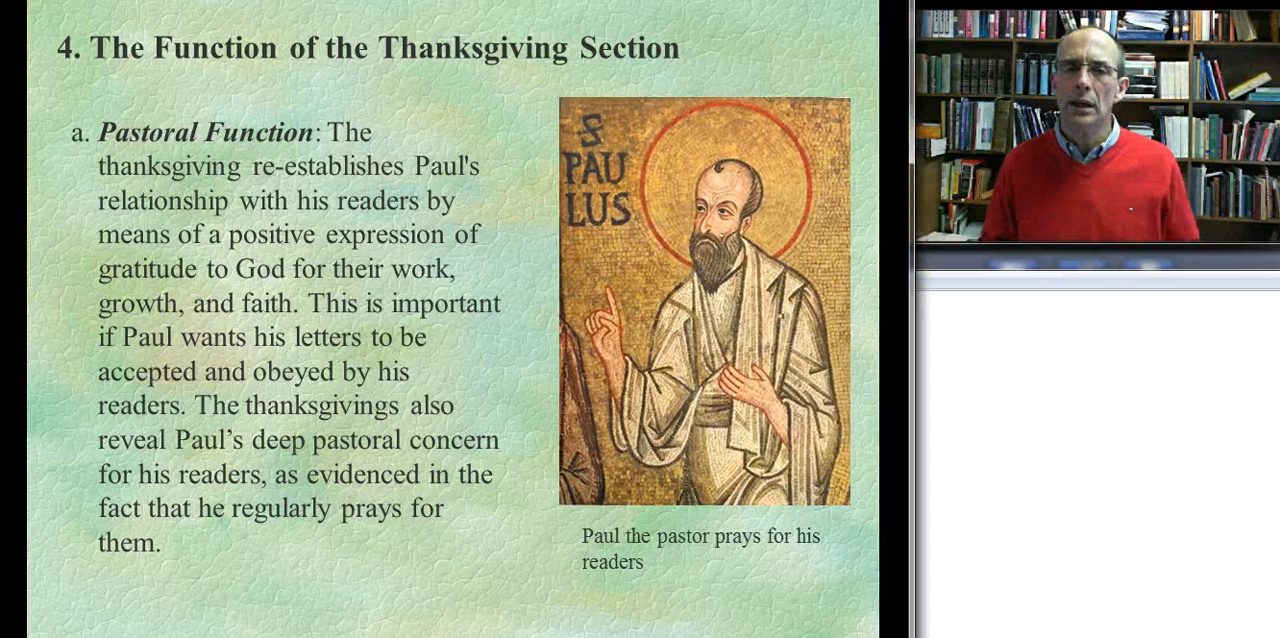 4. The Function of the Thanksgiving Section
a. Pastoral Function: The
thanksgiving re-establishes Paul's
relationship with his readers by
means of a positive expression of
gratitude to God for their work,
growth, and faith. This is important
if Paul wants his letters to be
accepted and obeyed by his
readers. The thanksgivings also
reveal Paul’s deep pastoral concern
for his readers, as evidenced in the
fact that he regularly prays for
them.
S
PAU
LUS
Paul the pastor prays for his
readers